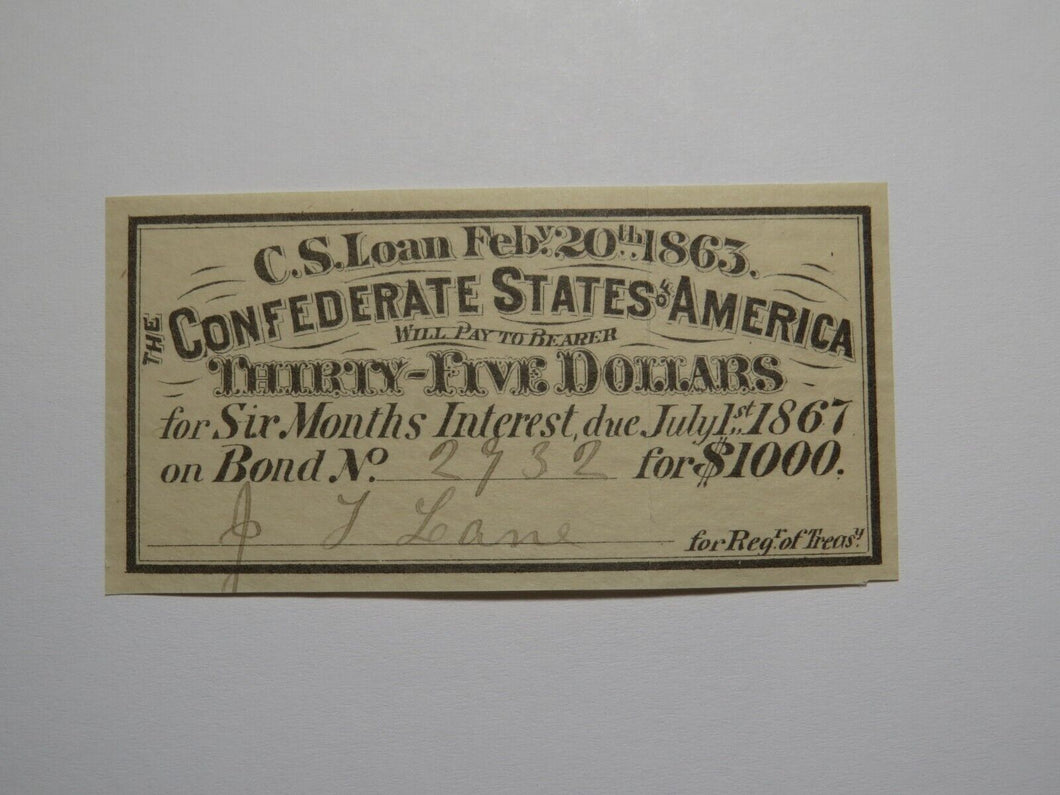 C.S. Loan Feby. 20th 1863.
THE CONFEDERATE STATES OF AMERICA
WILL PAY TO BEARER
THIRTY-FIVE DOLLARS
for Six Months Interest, due July 1st 1867
on Bond No. 2932 for $1000.
J T Lane for Regr. of Treasy.